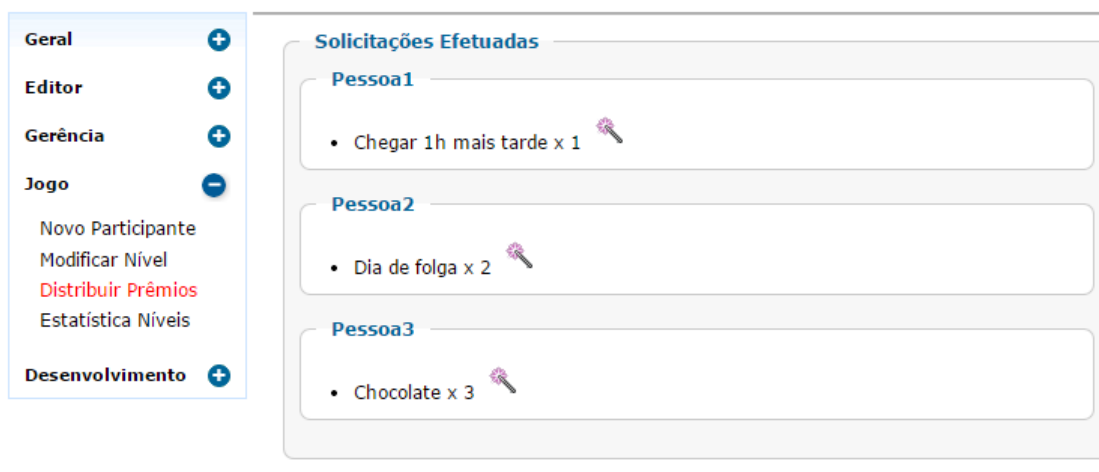 Geral
Editor
Gerência
Jogo
Novo Participante
Modificar Nível
Distribuir Prêmios
Estatística Níveis
Desenvolvimento
Solicitações Efetuadas
Pessoa1
• Chegar 1h mais tarde x 1
Pessoa2
• Dia de folga x 2
Pessoa3
• Chocolate x 3